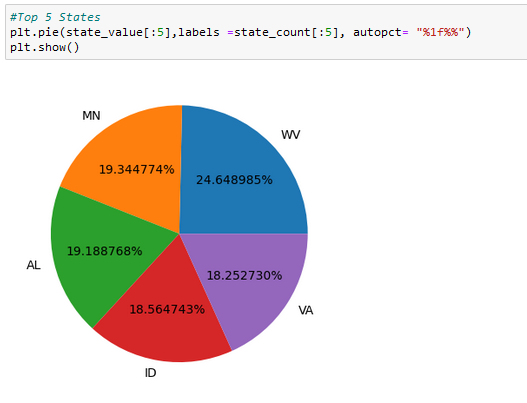 #Top 5 States
plt.pie(state_value[:5],labels =state_count[:5], autopct= "%1f%%")
plt.show()
MN
WV
19.344774%
24.648985%
19.188768%
AL
18.252730%
18.564743%
VA
ID